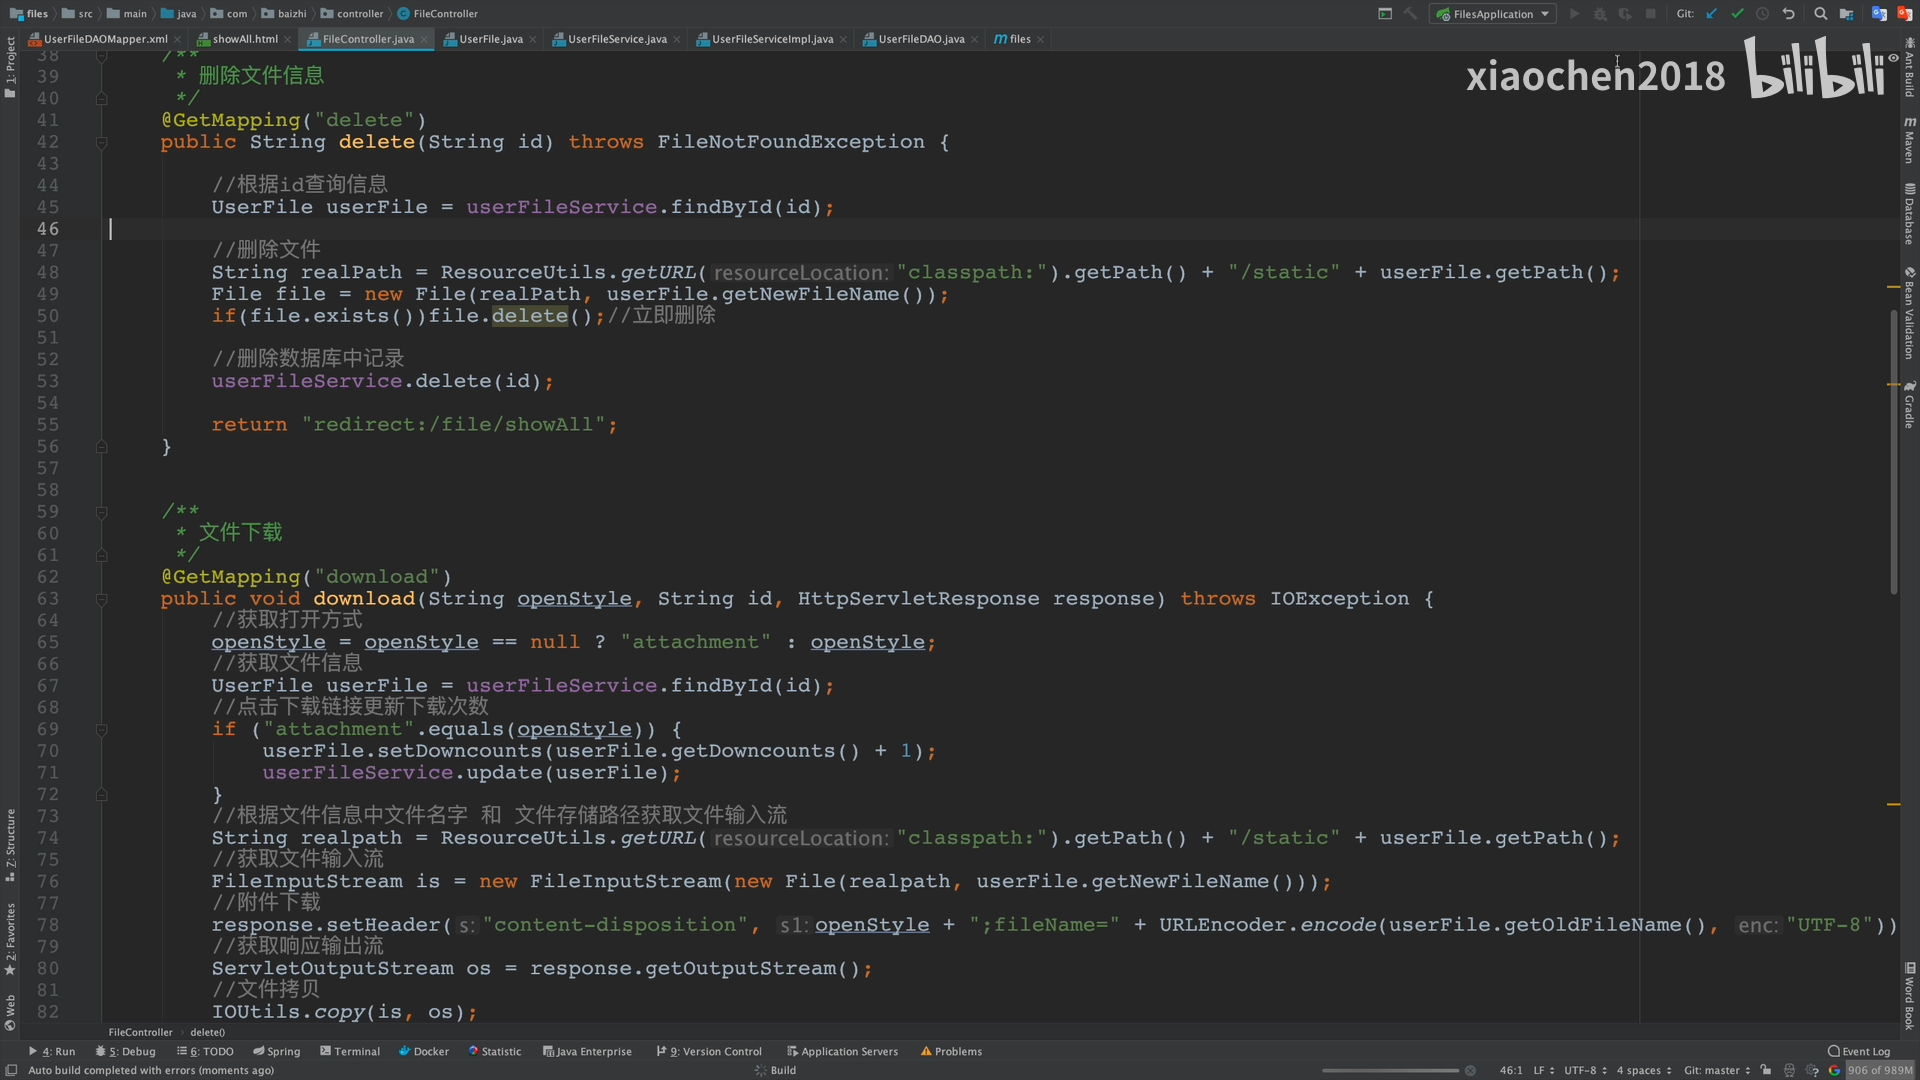 files src main java com baizhi controller FileController FilesApplication Git:
UserFileDAOMapper.xml showAll.html FileController.java UserFile.java UserFileService.java UserFileServiceImpl.java UserFileDAO.java files
xiaochen2018 bilibili
38 /**
39 * 删除文件信息
40 */
41 @GetMapping("delete")
42 public String delete(String id) throws FileNotFoundException {
43
44 //根据id查询信息
45 UserFile userFile = userFileService.findById(id);
46
47 //删除文件
48 String realPath = ResourceUtils.getURL( resourceLocation: "classpath:").getPath() + "/static" + userFile.getPath();
49 File file = new File(realPath, userFile.getNewFileName());
50 if(file.exists())file.delete();//立即删除
51
52 //删除数据库中记录
53 userFileService.delete(id);
54
55 return "redirect:/file/showAll";
56 }
57
58
59 /**
60 * 文件下载
61 */
62 @GetMapping("download")
63 public void download(String openStyle, String id, HttpServletResponse response) throws IOException {
64 //获取打开方式
65 openStyle = openStyle == null ? "attachment" : openStyle;
66 //获取文件信息
67 UserFile userFile = userFileService.findById(id);
68 //点击下载链接更新下载次数
69 if ("attachment".equals(openStyle)) {
70 userFile.setDowncounts(userFile.getDowncounts() + 1);
71 userFileService.update(userFile);
72 }
73 //根据文件信息中文件名字 和 文件存储路径获取文件输入流
74 String realpath = ResourceUtils.getURL( resourceLocation: "classpath:").getPath() + "/static" + userFile.getPath();
75 //获取文件输入流
76 FileInputStream is = new FileInputStream(new File(realpath, userFile.getNewFileName()));
77 //附件下载
78 response.setHeader( s: "content-disposition", s1: openStyle + ";fileName=" + URLEncoder.encode(userFile.getOldFileName(), enc: "UTF-8"))
79 //获取响应输出流
80 ServletOutputStream os = response.getOutputStream();
81 //文件拷贝
82 IOUtils.copy(is, os);
1: Project
Z: Structure
2: Favorites
Web
Ant Build
Maven
Database
Bean Validation
Gradle
Word Book
FileController delete()
4: Run 5: Debug 6: TODO Spring Terminal Docker Statistic Java Enterprise 9: Version Control Application Servers Problems Event Log
Auto build completed with errors (moments ago) Build 46:1 LF UTF-8 4 spaces Git: master 906 of 989M